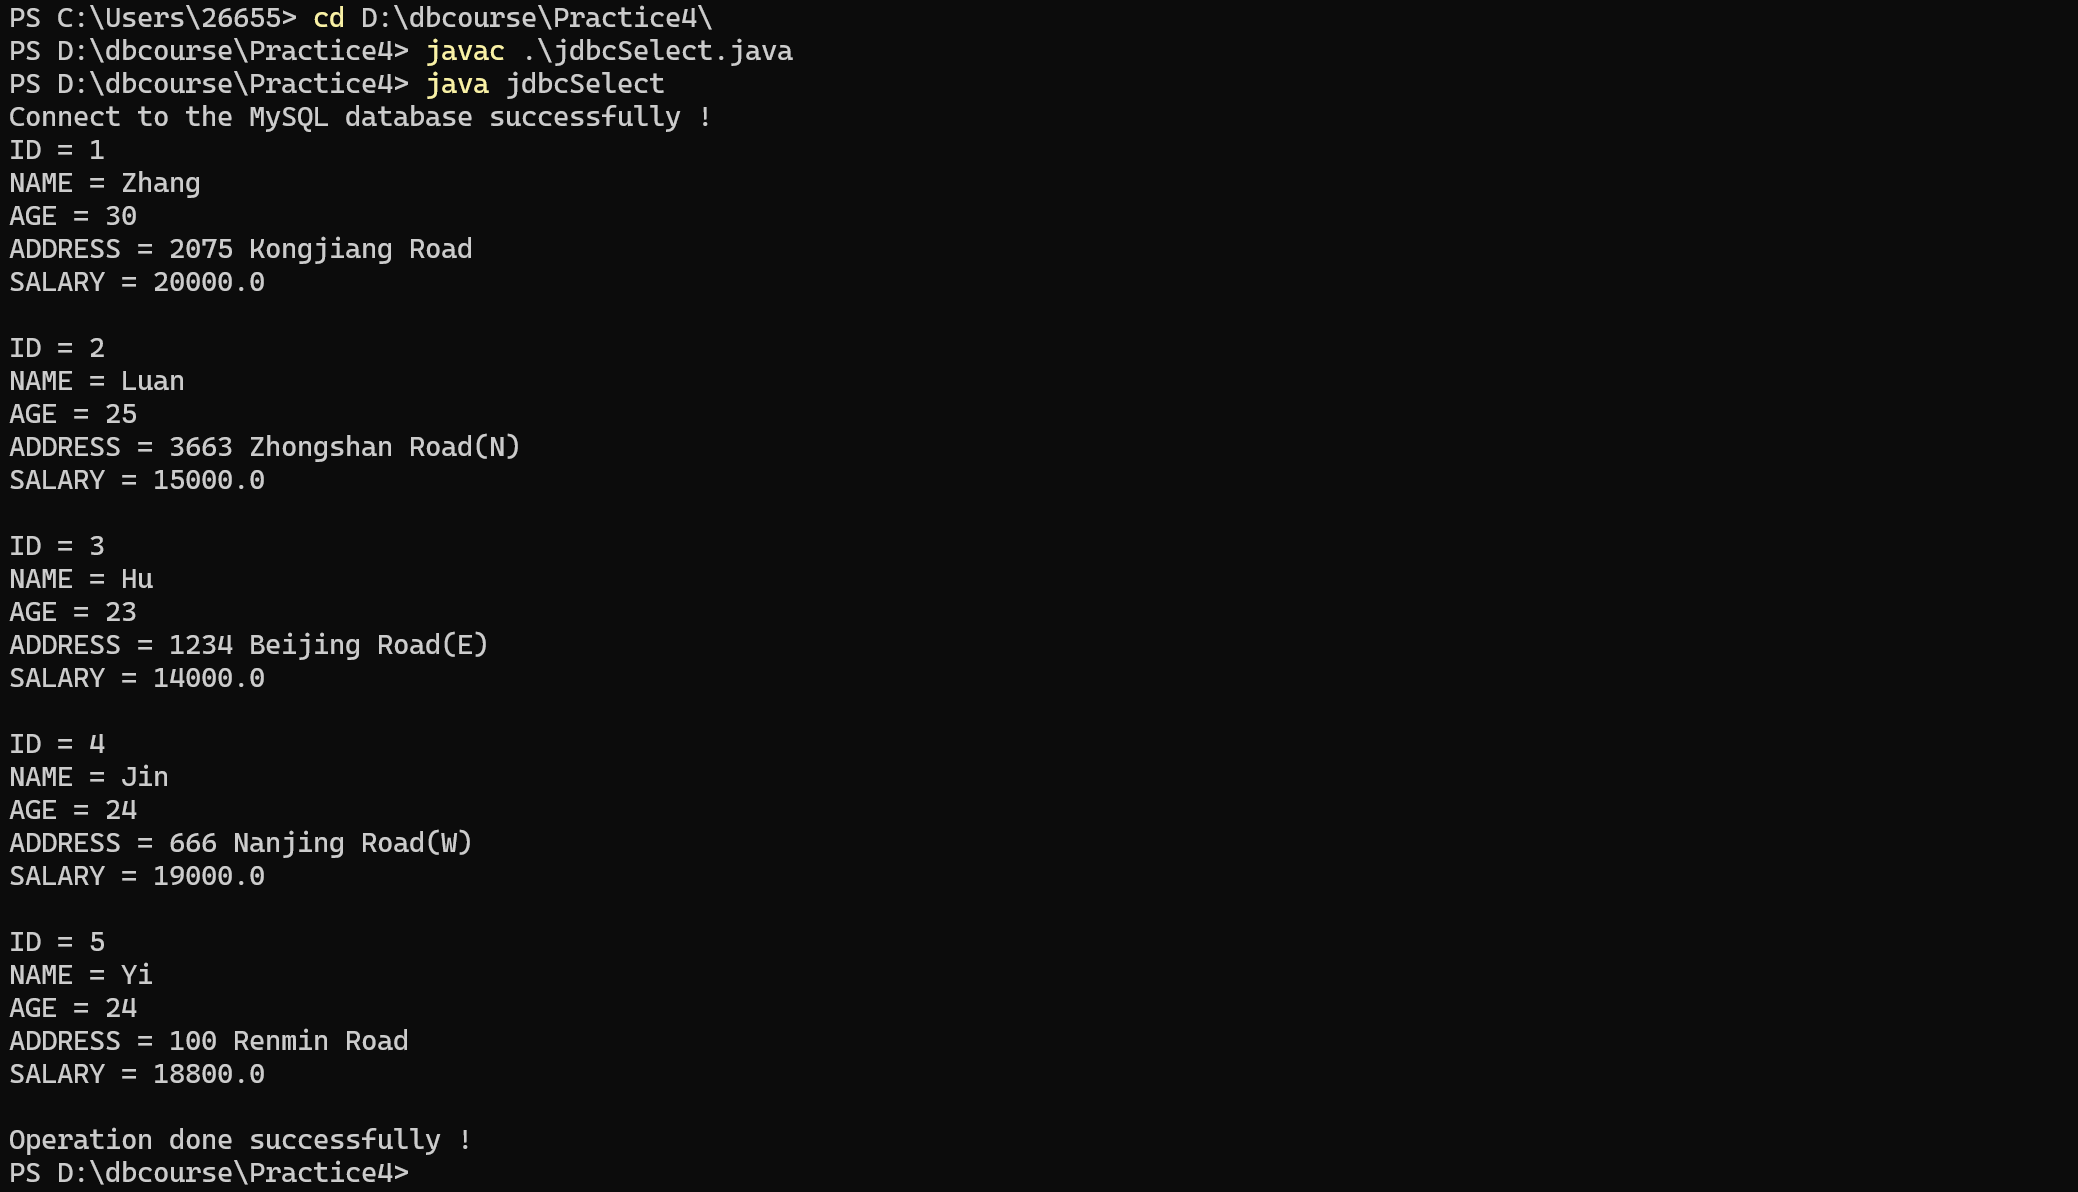 PS C:\Users\26655> cd D:\dbcourse\Practice4\
PS D:\dbcourse\Practice4> javac .\jdbcSelect.java
PS D:\dbcourse\Practice4> java jdbcSelect
Connect to the MySQL database successfully !
ID = 1
NAME = Zhang
AGE = 30
ADDRESS = 2075 Kongjiang Road
SALARY = 20000.0

ID = 2
NAME = Luan
AGE = 25
ADDRESS = 3663 Zhongshan Road(N)
SALARY = 15000.0

ID = 3
NAME = Hu
AGE = 23
ADDRESS = 1234 Beijing Road(E)
SALARY = 14000.0

ID = 4
NAME = Jin
AGE = 24
ADDRESS = 666 Nanjing Road(W)
SALARY = 19000.0

ID = 5
NAME = Yi
AGE = 24
ADDRESS = 100 Renmin Road
SALARY = 18800.0

Operation done successfully !
PS D:\dbcourse\Practice4>